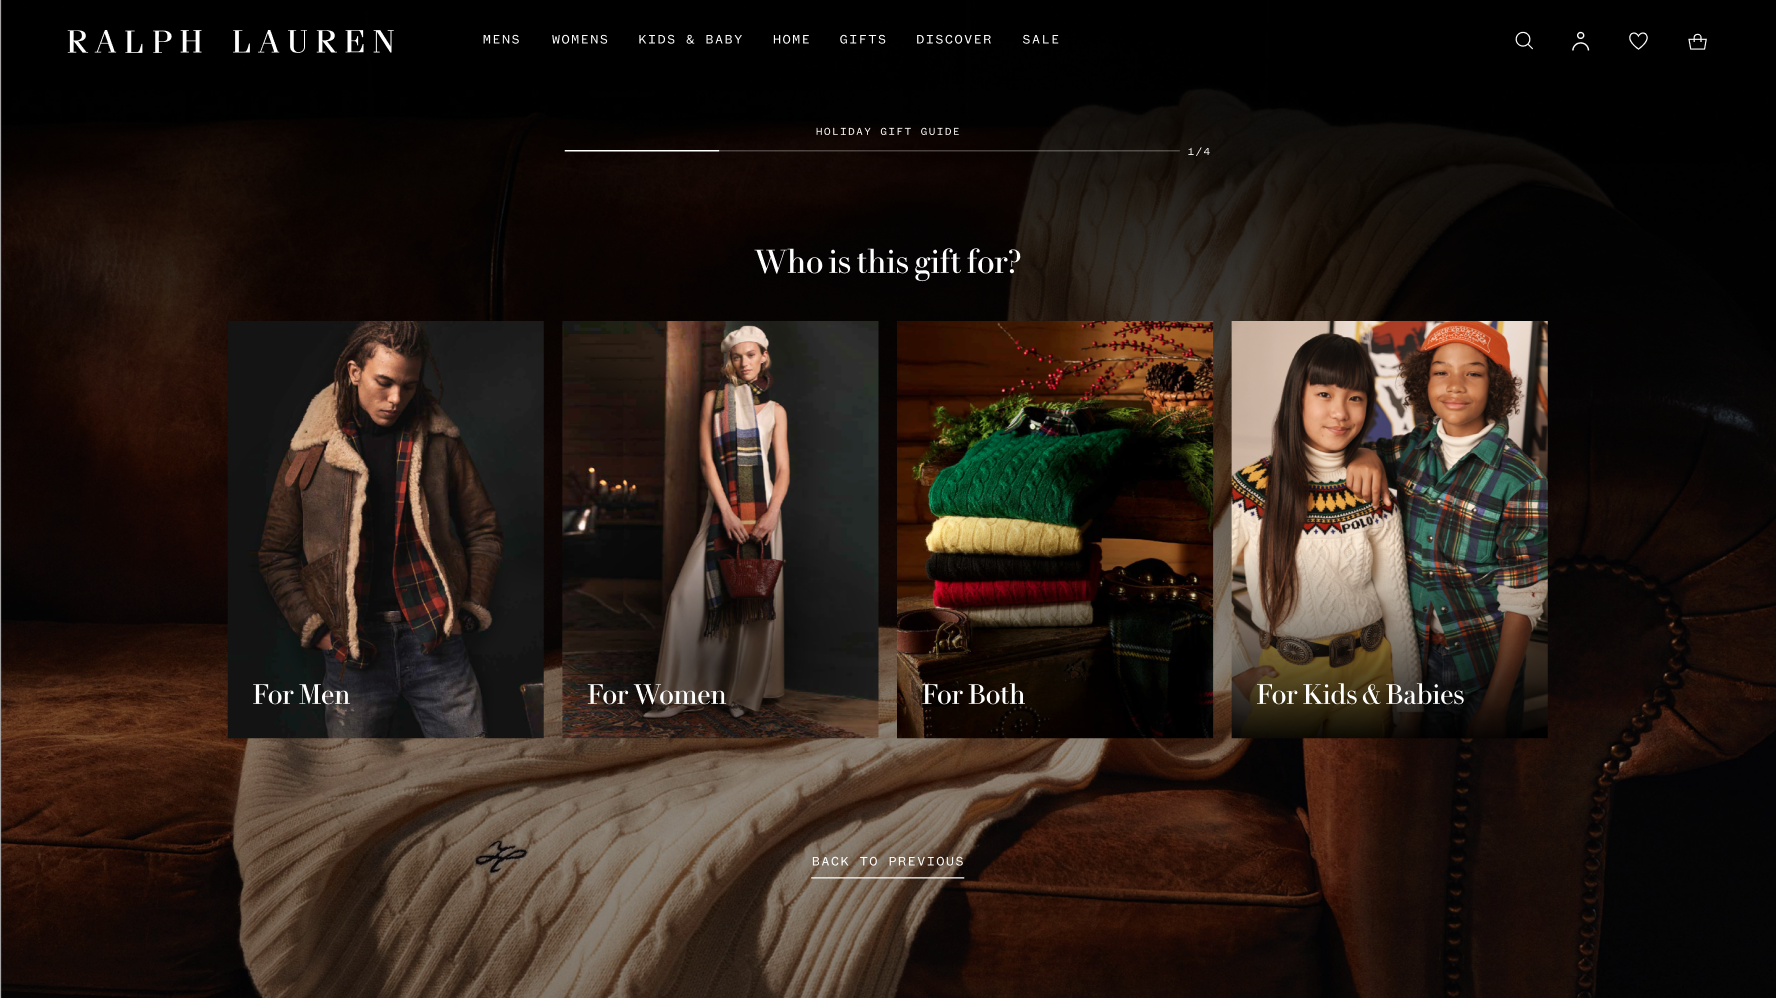 RALPH LAUREN
MENS WOMENS KIDS & BABY HOME GIFTS DISCOVER SALE
HOLIDAY GIFT GUIDE
1/4
Who is this gift for?
POLO
For Men
For Women
For Both
For Kids & Babies
BACK TO PREVIOUS